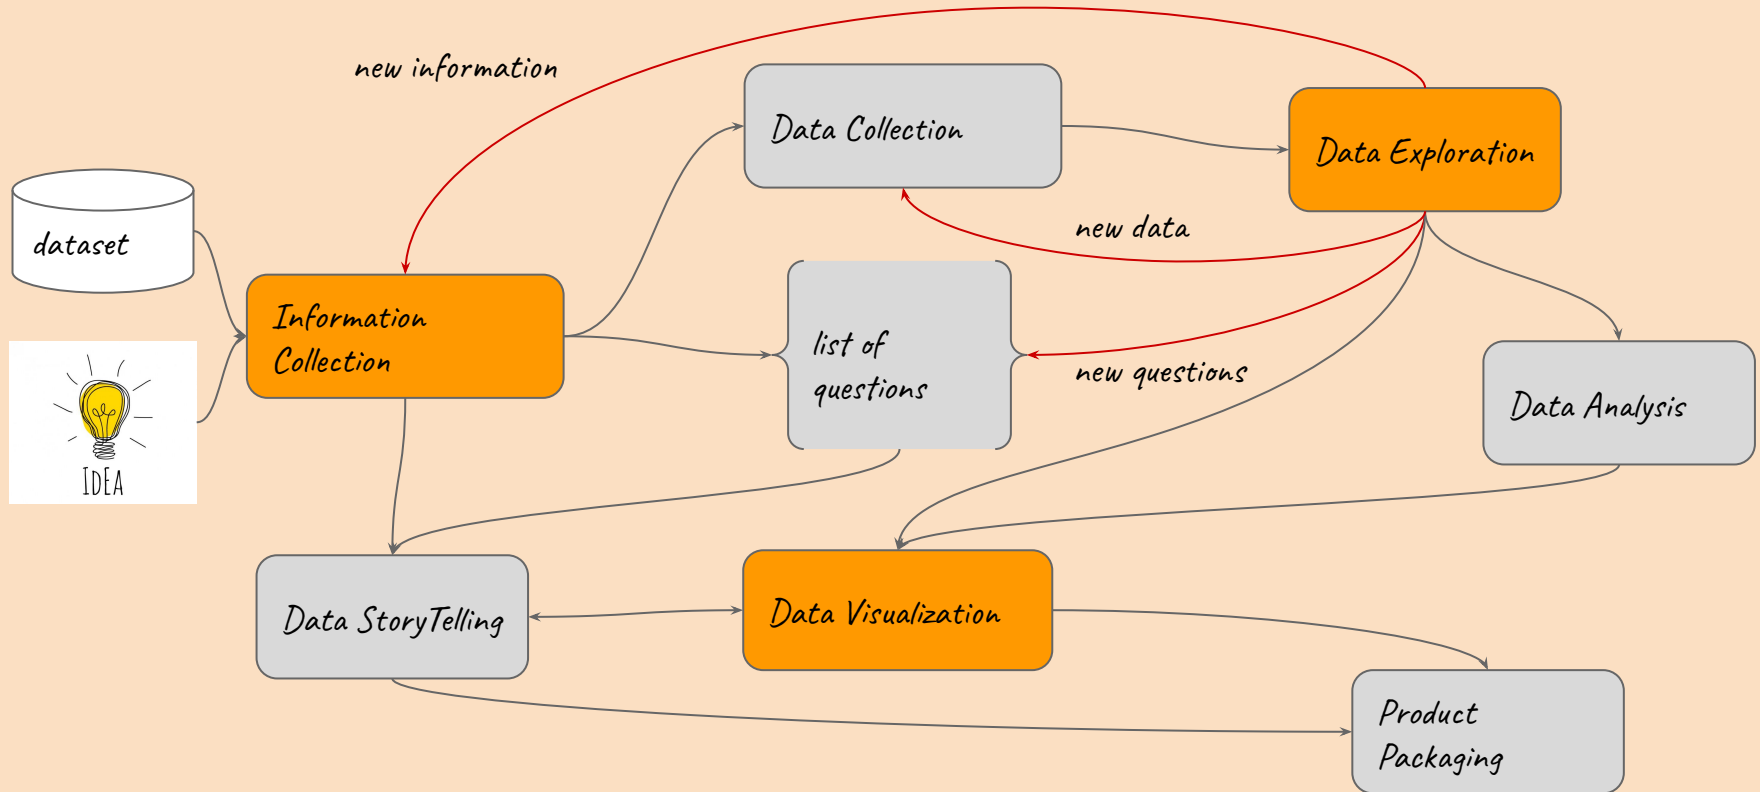 new information
Data Collection
Data Exploration
dataset
new data
Information
Collection
list of
questions
new questions
Data Analysis
IdEA
Data StoryTelling
Data Visualization
Product
Packaging